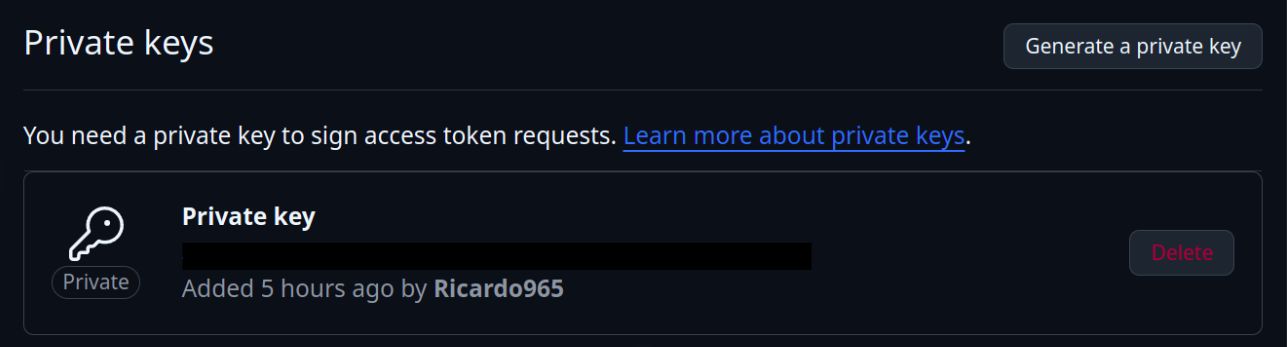 Private keys
Generate a private key
You need a private key to sign access token requests. Learn more about private keys.
Private key
Private
Added 5 hours ago by Ricardo965
Delete